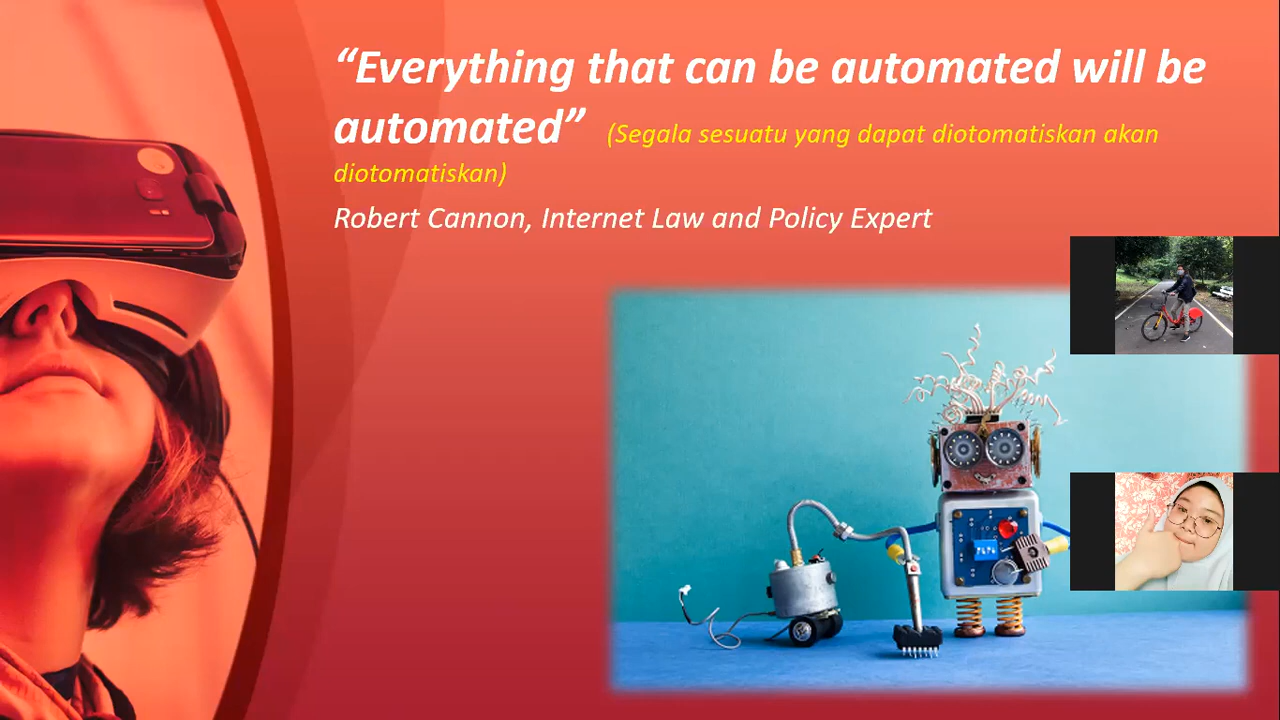 “Everything that can be automated will be
automated” (Segala sesuatu yang dapat diotomatiskan akan
diotomatiskan)
Robert Cannon, Internet Law and Policy Expert